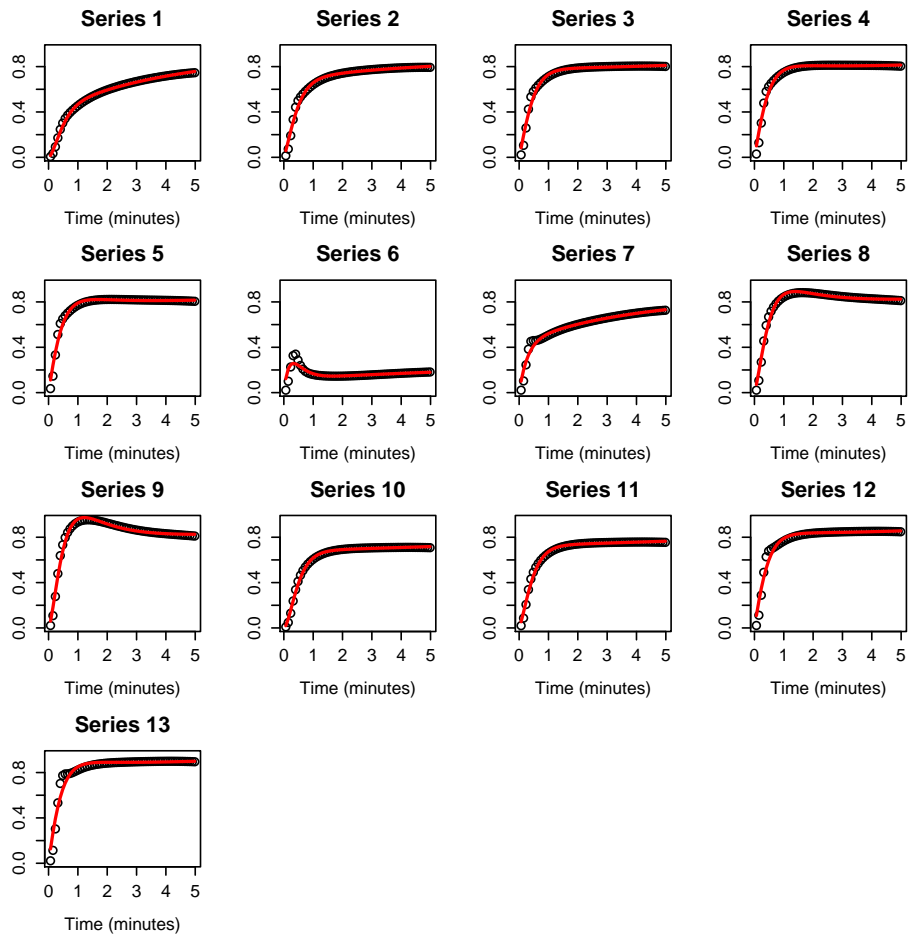 Series 1
Series 2
Series 3
Series 4
0.0 0.4 0.8
0 1 2 3 4 5
Time (minutes)
0.0 0.4 0.8
0 1 2 3 4 5
Time (minutes)
0.0 0.4 0.8
0 1 2 3 4 5
Time (minutes)
0.0 0.4 0.8
0 1 2 3 4 5
Time (minutes)
Series 5
Series 6
Series 7
Series 8
0.0 0.4 0.8
0 1 2 3 4 5
Time (minutes)
0.0 0.4 0.8
0 1 2 3 4 5
Time (minutes)
0.0 0.4 0.8
0 1 2 3 4 5
Time (minutes)
0.0 0.4 0.8
0 1 2 3 4 5
Time (minutes)
Series 9
Series 10
Series 11
Series 12
0.0 0.4 0.8
0 1 2 3 4 5
Time (minutes)
0.0 0.4 0.8
0 1 2 3 4 5
Time (minutes)
0.0 0.4 0.8
0 1 2 3 4 5
Time (minutes)
0.0 0.4 0.8
0 1 2 3 4 5
Time (minutes)
Series 13
0.0 0.4 0.8
0 1 2 3 4 5
Time (minutes)